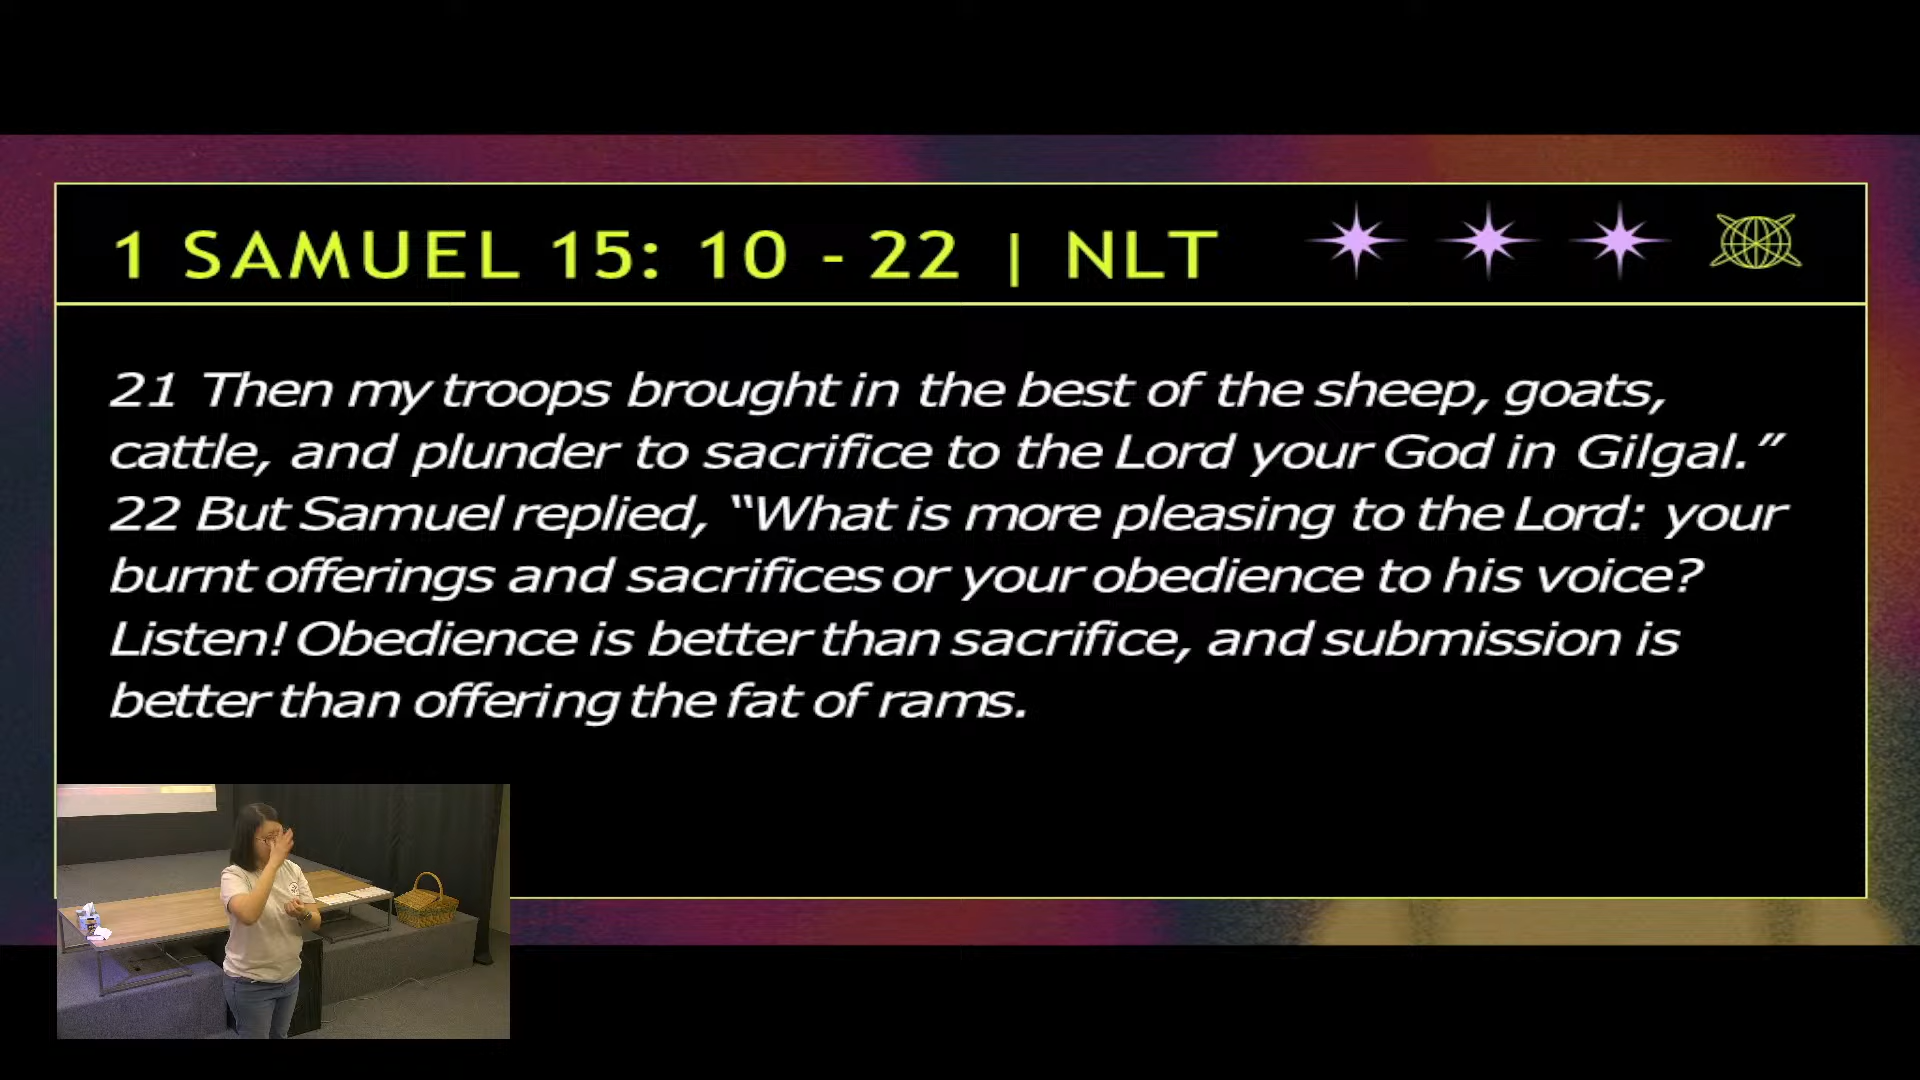 1 SAMUEL 15: 10 - 22 | NLT
21 Then my troops brought in the best of the sheep, goats,
cattle, and plunder to sacrifice to the Lord your God in Gilgal.”
22 But Samuel replied, “What is more pleasing to the Lord: your
burnt offerings and sacrifices or your obedience to his voice?
Listen! Obedience is better than sacrifice, and submission is
better than offering the fat of rams.